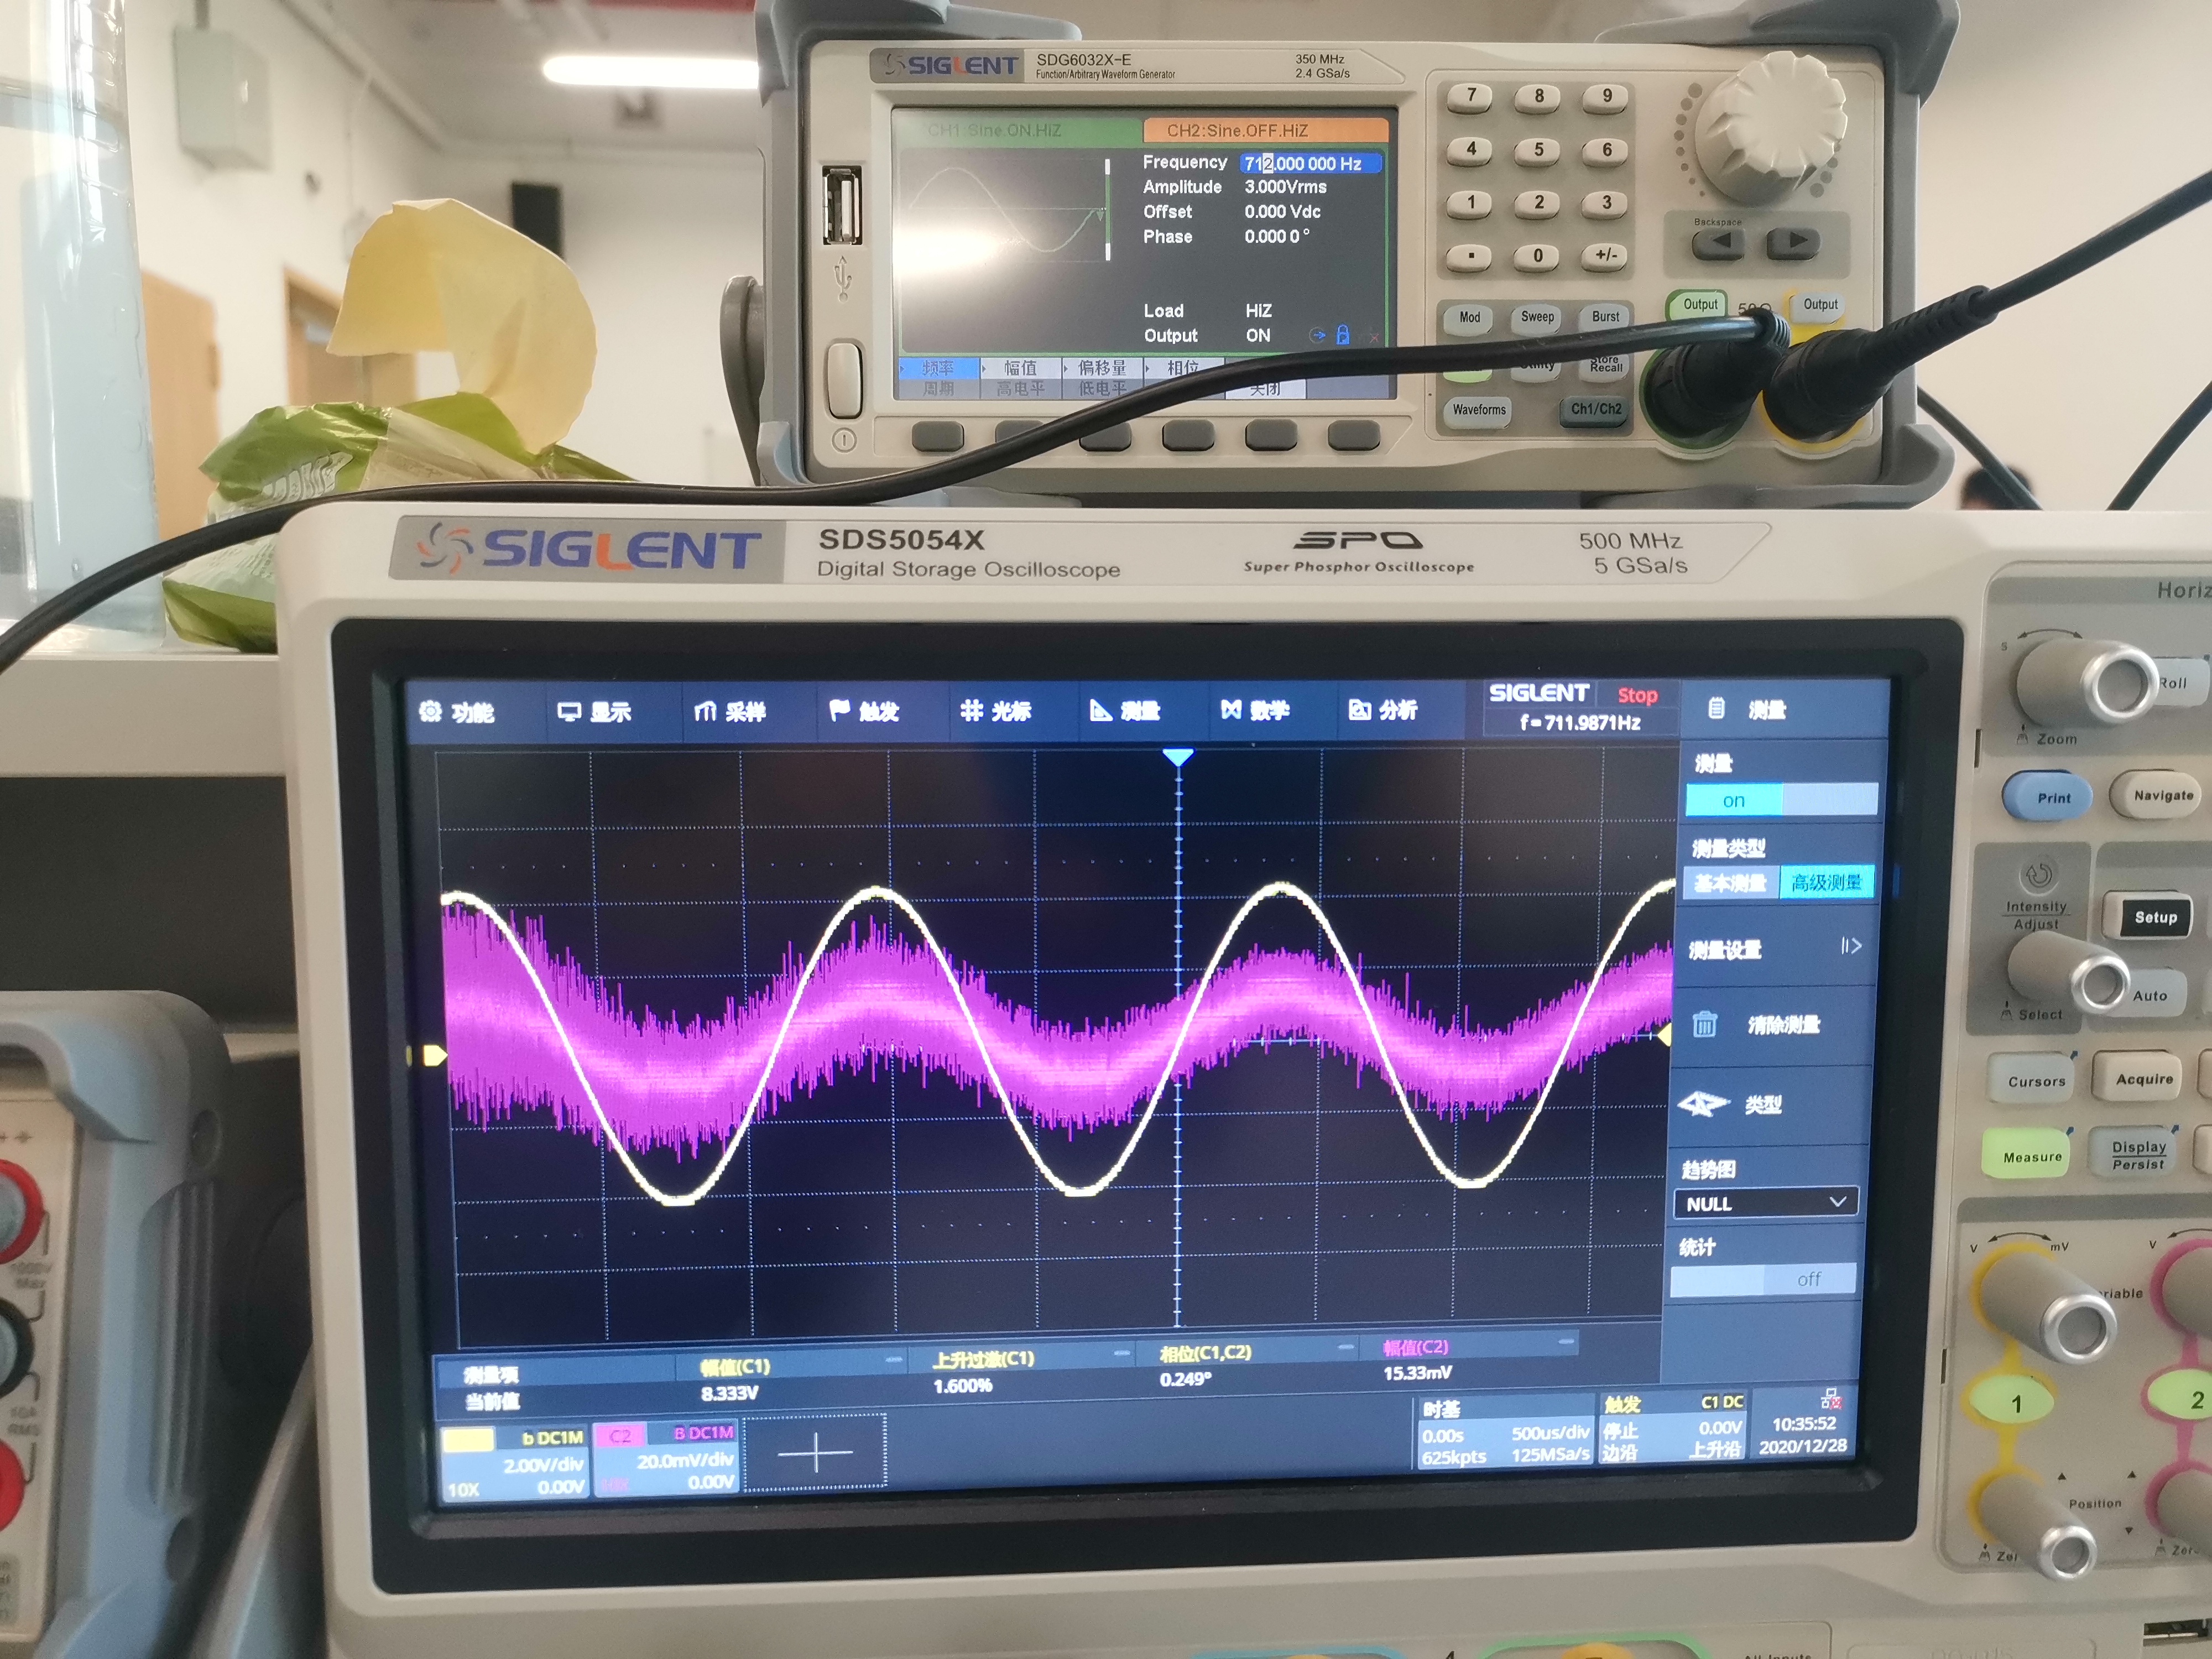 SIGLENT SDG6032X-E 350 MHz
Function/Arbitrary Waveform Generator 2.4 GSa/s
CH1:Sine.ON.HiZ CH2:Sine.OFF.HiZ
Frequency 712.000 000 Hz
Amplitude 3.000Vrms
Offset 0.000 Vdc
Phase 0.000 0 °
Load HiZ
Output ON
频率 幅值 偏移量 相位
周期 高电平 低电平 关闭
7 8 9
4 5 6
1 2 3
. 0 +/-
Backspace
Output 50Ω Output
Mod Sweep Burst
Utility Store
Recall
Waveforms Ch1/Ch2
SIGLENT SDS5054X SPO 500 MHz
Digital Storage Oscilloscope Super Phosphor Oscilloscope 5 GSa/s
功能 显示 采样 触发 光标 测量 数学 分析 SIGLENT Stop 测量
f = 711.9871Hz
测量
on
测量类型
基本测量 高级测量
测量设置
清除测量
类型
趋势图
NULL
统计
off
测量项 幅值(C1) 上升过激(C1) 相位(C1,C2) 幅值(C2)
当前值 8.333V 1.600% 0.249° 15.33mV
b DC1M C2 B DC1M 时基 触发 C1 DC
2.00V/div 20.0mV/div 0.00s 500us/div 停止 0.00V 10:35:52
10X 0.00V 0.00V 625kpts 125MSa/s 边沿 上升沿 2020/12/28
Horiz
S
Roll
Zoom
Print Navigate
Intensity
Adjust
Setup
Auto
Select
Cursors Acquire
Measure Display
Persist
V mV V
1 2
Position
1000V
Max
10A
RMS